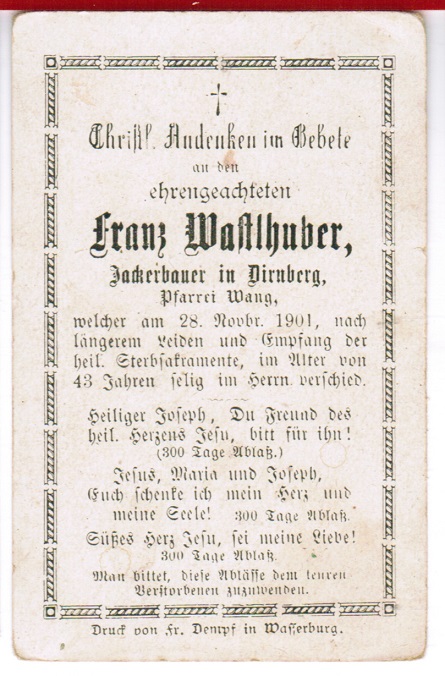 Christl. Andenken im Gebete
an den
ehrengeachteten
Franz Wastlhuber,
Jackerbauer in Dirnberg,
Pfarrei Wang,
welcher am 28. Novbr. 1901, nach
längerem Leiden und Empfang der
heil. Sterbsakramente, im Alter von
43 Jahren selig im Herrn verschied.
Heiliger Joseph, Du Freund des
heil. Herzens Jesu, bitt für ihn!
(300 Tage Ablaß.)
Jesus, Maria und Joseph,
Euch schenke ich mein Herz und
meine Seele! 300 Tage Ablaß.
Süßes Herz Jesu, sei meine Liebe!
300 Tage Ablaß.
Man bittet, diese Ablässe dem teuren
Verstorbenen zuzuwenden.
Druck von Fr. Dempf in Wasserburg.